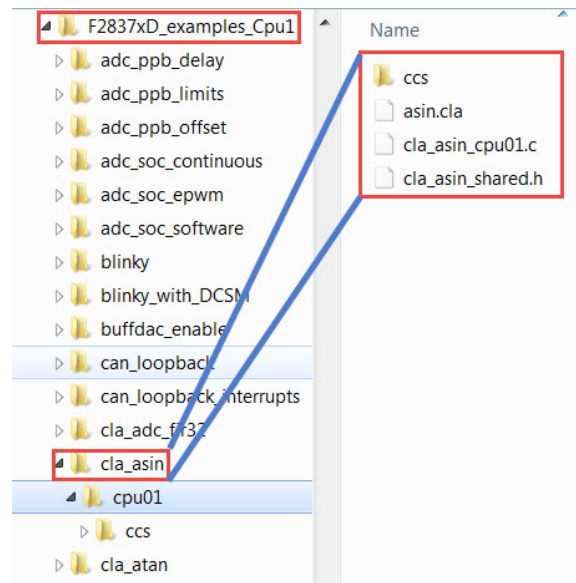 F2837xD_examples_Cpu1
adc_ppb_delay
adc_ppb_limits
adc_ppb_offset
adc_soc_continuous
adc_soc_epwm
adc_soc_software
blinky
blinky_with_DCSM
buffdac_enable
can_loopback
can_loopback_interrupts
cla_adc_fir32
cla_asin
cpu01
ccs
cla_atan
Name
ccs
asin.cla
cla_asin_cpu01.c
cla_asin_shared.h